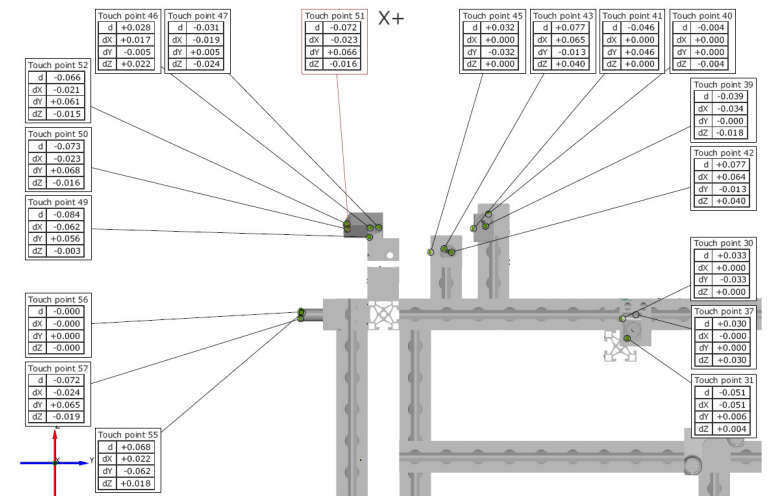 Touch point 46
d +0.028
dX +0.017
dY -0.005
dZ +0.022
Touch point 47
d -0.031
dX -0.019
dY +0.005
dZ -0.024
Touch point 51
d -0.072
dX -0.023
dY +0.066
dZ -0.016
X+
Touch point 45
d +0.032
dX +0.000
dY -0.032
dZ +0.000
Touch point 43
d +0.077
dX +0.065
dY -0.013
dZ +0.040
Touch point 41
d -0.046
dX +0.000
dY +0.046
dZ +0.000
Touch point 40
d -0.004
dX +0.000
dY +0.000
dZ -0.004
Touch point 52
d -0.066
dX -0.021
dY +0.061
dZ -0.015
Touch point 39
d -0.039
dX -0.034
dY -0.000
dZ -0.018
Touch point 50
d -0.073
dX -0.023
dY +0.068
dZ -0.016
Touch point 42
d +0.077
dX +0.064
dY -0.013
dZ +0.040
Touch point 49
d -0.084
dX -0.062
dY +0.056
dZ -0.003
Touch point 30
d +0.033
dX +0.000
dY -0.033
dZ +0.000
Touch point 56
d -0.000
dX -0.000
dY +0.000
dZ -0.000
Touch point 37
d +0.030
dX -0.000
dY +0.000
dZ +0.030
Touch point 57
d -0.072
dX -0.024
dY +0.065
dZ -0.019
Touch point 31
d -0.051
dX -0.051
dY +0.006
dZ +0.004
Touch point 55
d +0.068
dX +0.022
dY -0.062
dZ +0.018
Z
X
Y